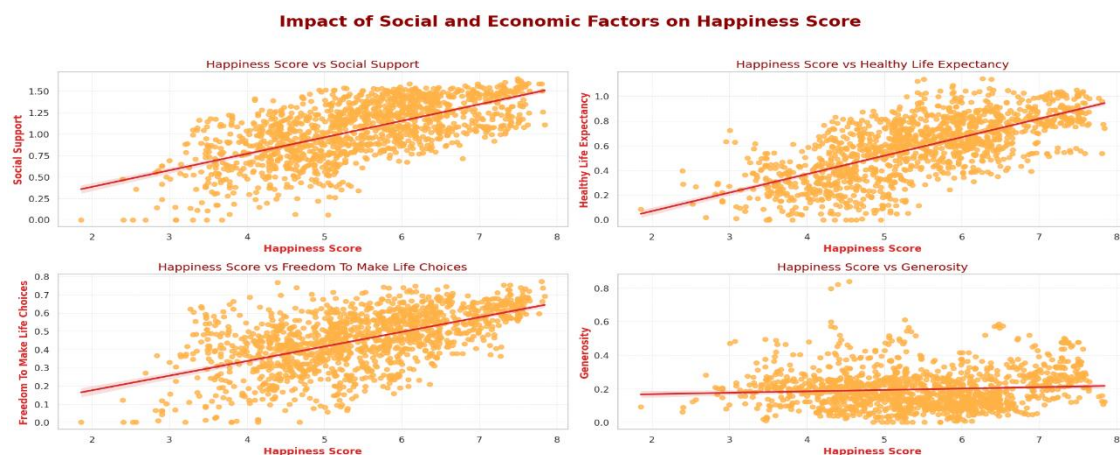 Impact of Social and Economic Factors on Happiness Score
Happiness Score vs Social Support
Social Support
1.50
1.25
1.00
0.75
0.50
0.25
0.00
2 3 4 5 6 7 8
Happiness Score
Happiness Score vs Healthy Life Expectancy
Healthy Life Expectancy
1.0
0.8
0.6
0.4
0.2
0.0
2 3 4 5 6 7 8
Happiness Score
Happiness Score vs Freedom To Make Life Choices
Freedom To Make Life Choices
0.8
0.7
0.6
0.5
0.4
0.3
0.2
0.1
0.0
2 3 4 5 6 7 8
Happiness Score
Happiness Score vs Generosity
Generosity
0.8
0.6
0.4
0.2
0.0
2 3 4 5 6 7 8
Happiness Score